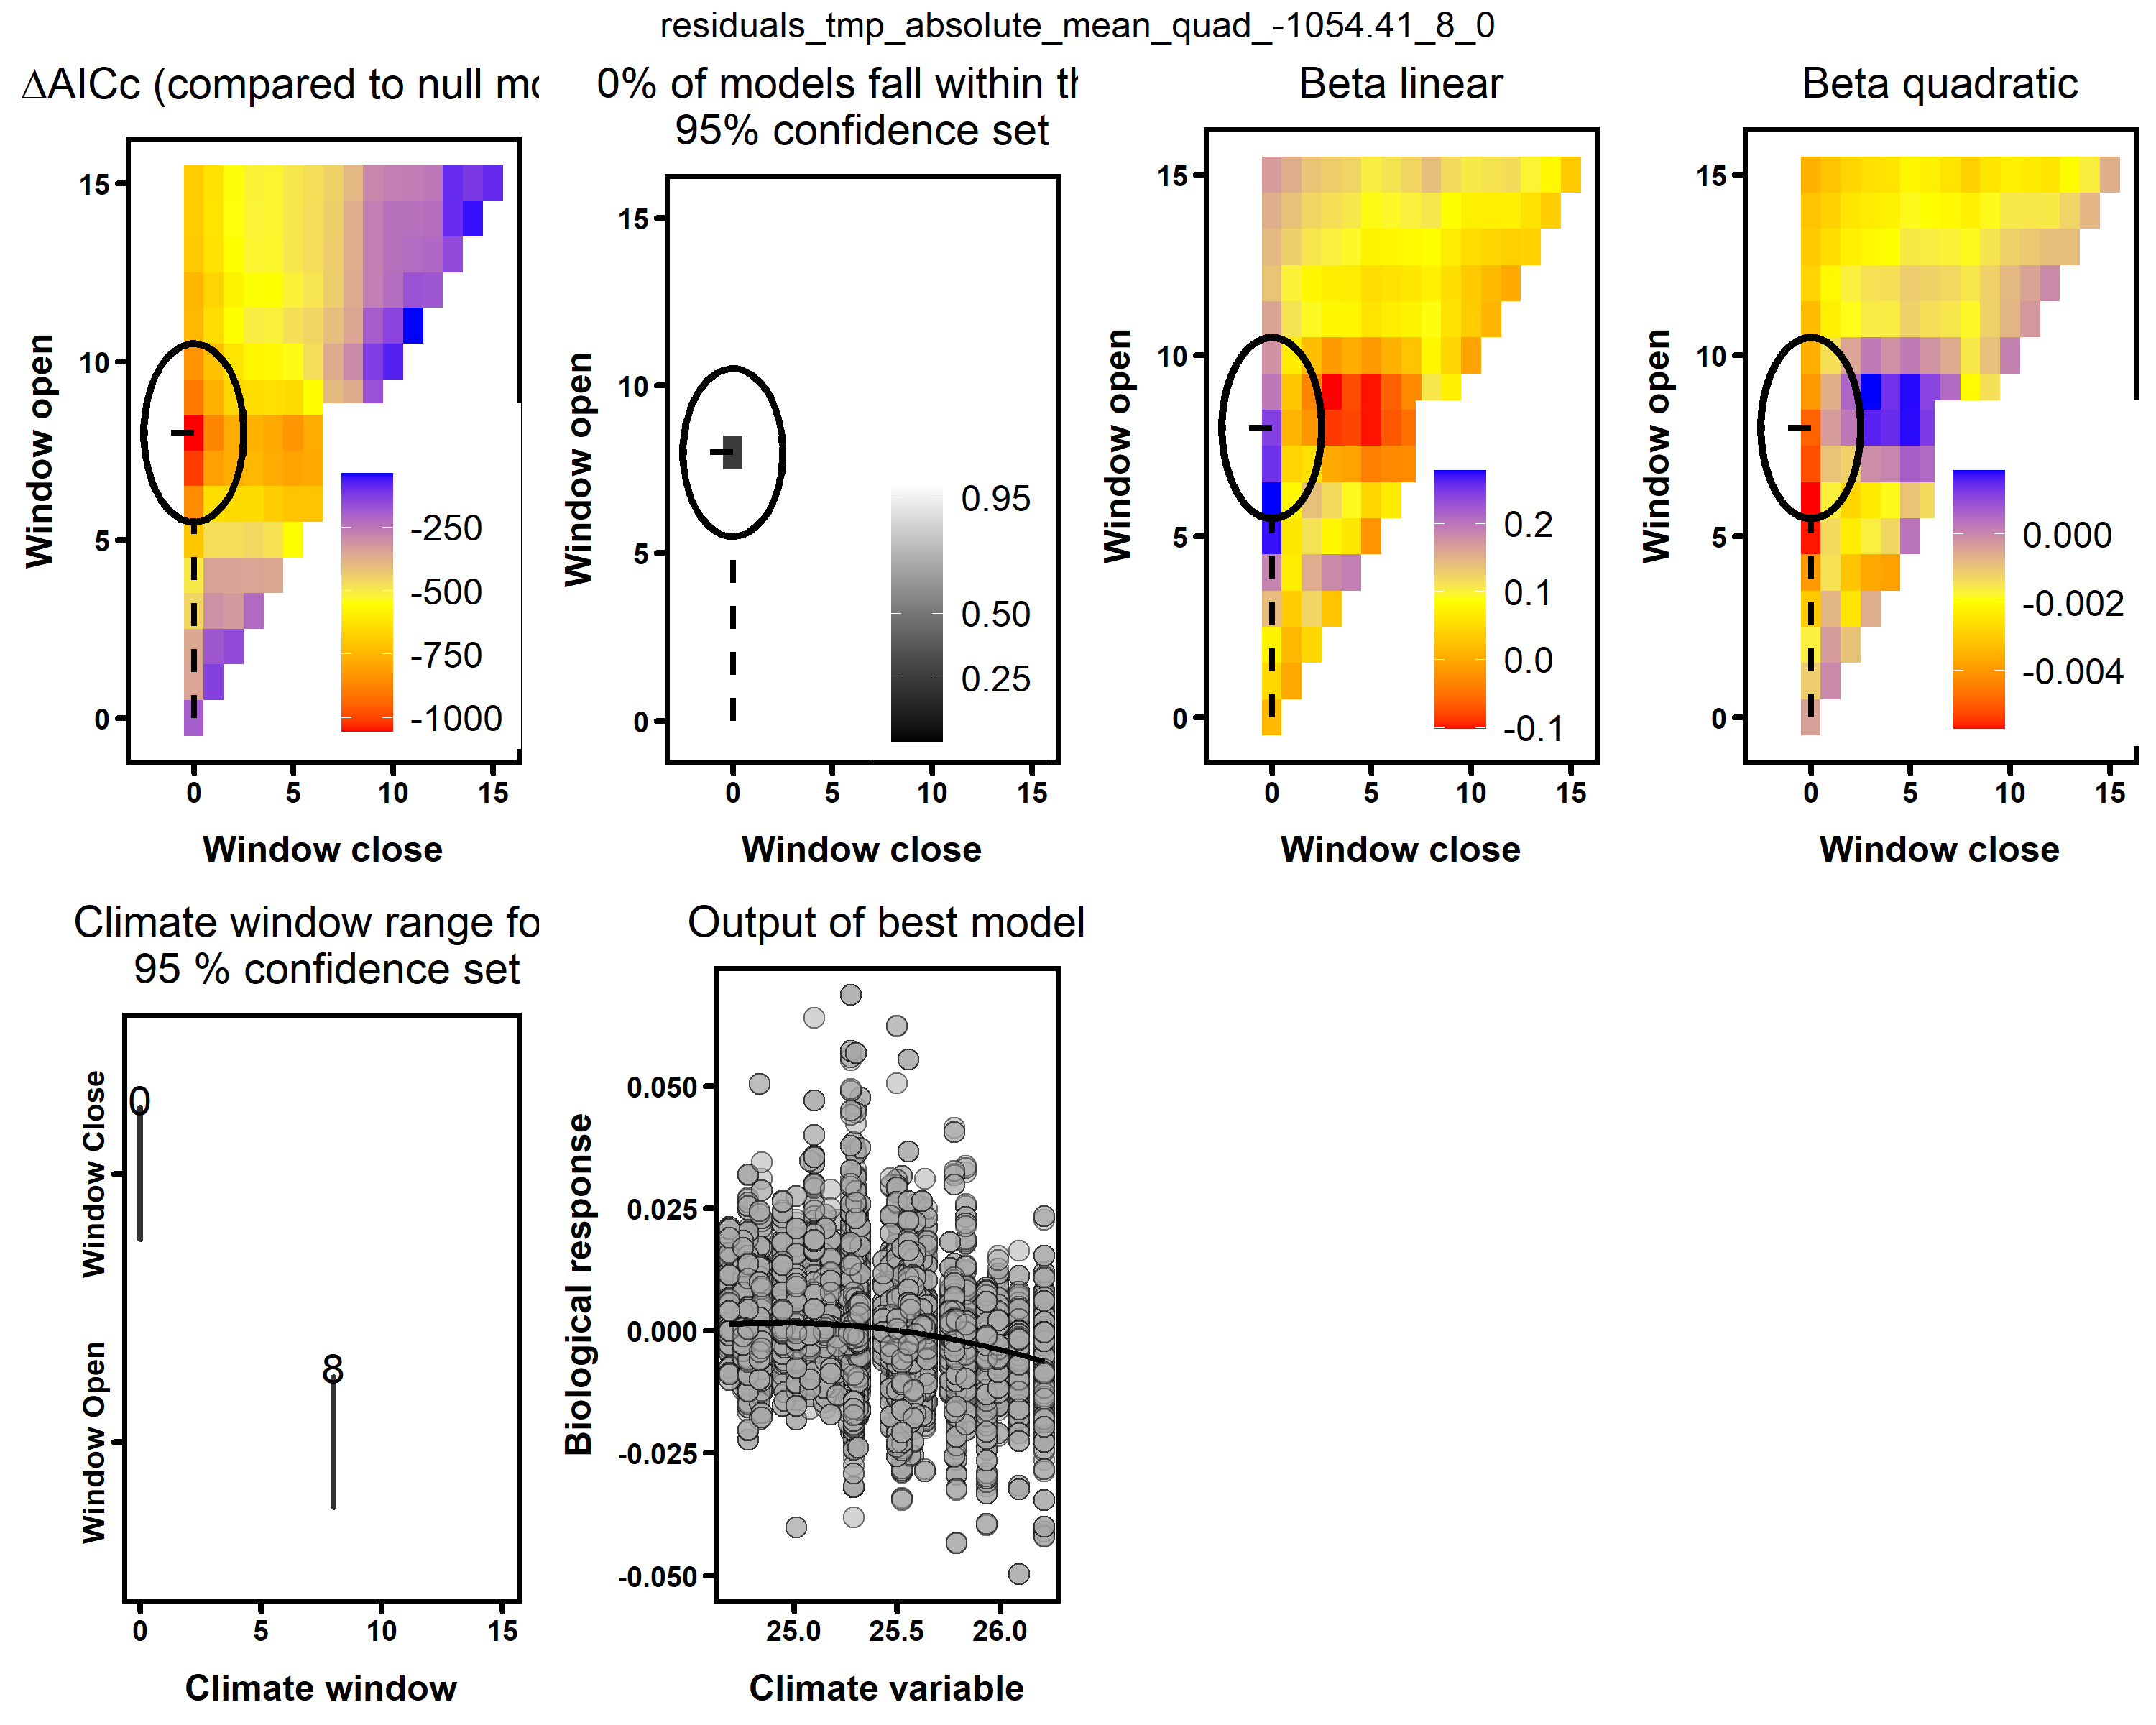 residuals_tmp_absolute_mean_quad_-1054.41_8_0
ΔAICc (compared to null mo
Window open
15
10
5
0
-250
-500
-750
-1000
0 5 10 15
Window close
0% of models fall within th
95% confidence set
Window open
15
10
5
0
0.95
0.50
0.25
0 5 10 15
Window close
Beta linear
Window open
15
10
5
0
0.2
0.1
0.0
-0.1
0 5 10 15
Window close
Beta quadratic
Window open
15
10
5
0
0.000
-0.002
-0.004
0 5 10 15
Window close
Climate window range fo
95 % confidence set
Window Close
Window Open
0
8
0 5 10 15
Climate window
Output of best model
Biological response
0.050
0.025
0.000
-0.025
-0.050
25.0 25.5 26.0
Climate variable